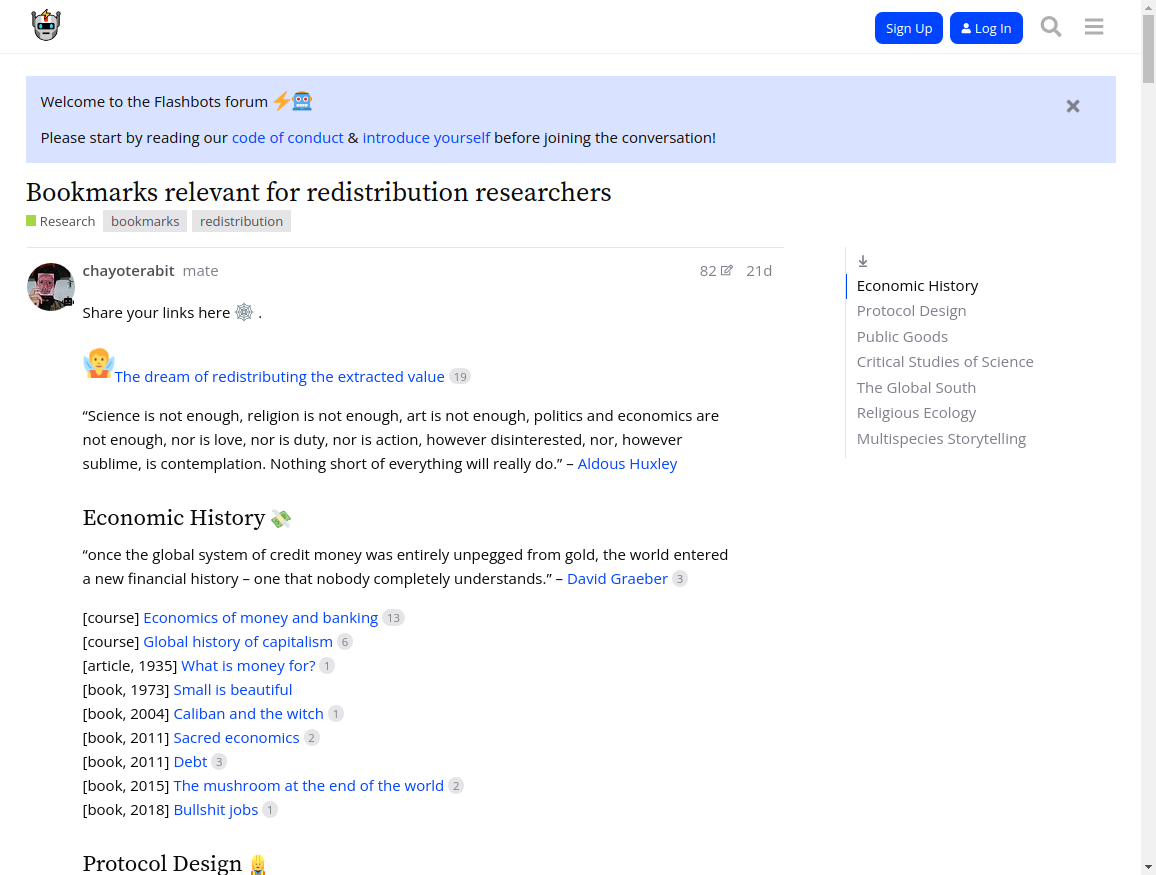 Sign Up
Log In
Welcome to the Flashbots forum
Please start by reading our code of conduct & introduce yourself before joining the conversation!
Bookmarks relevant for redistribution researchers
Research bookmarks redistribution
chayoterabit mate 82 21d
Share your links here .
The dream of redistributing the extracted value 19
“Science is not enough, religion is not enough, art is not enough, politics and economics are
not enough, nor is love, nor is duty, nor is action, however disinterested, nor, however
sublime, is contemplation. Nothing short of everything will really do.” – Aldous Huxley
Economic History
“once the global system of credit money was entirely unpegged from gold, the world entered
a new financial history – one that nobody completely understands.” – David Graeber 3
[course] Economics of money and banking 13
[course] Global history of capitalism 6
[article, 1935] What is money for? 1
[book, 1973] Small is beautiful
[book, 2004] Caliban and the witch 1
[book, 2011] Sacred economics 2
[book, 2011] Debt 3
[book, 2015] The mushroom at the end of the world 2
[book, 2018] Bullshit jobs 1
Protocol Design
Economic History
Protocol Design
Public Goods
Critical Studies of Science
The Global South
Religious Ecology
Multispecies Storytelling